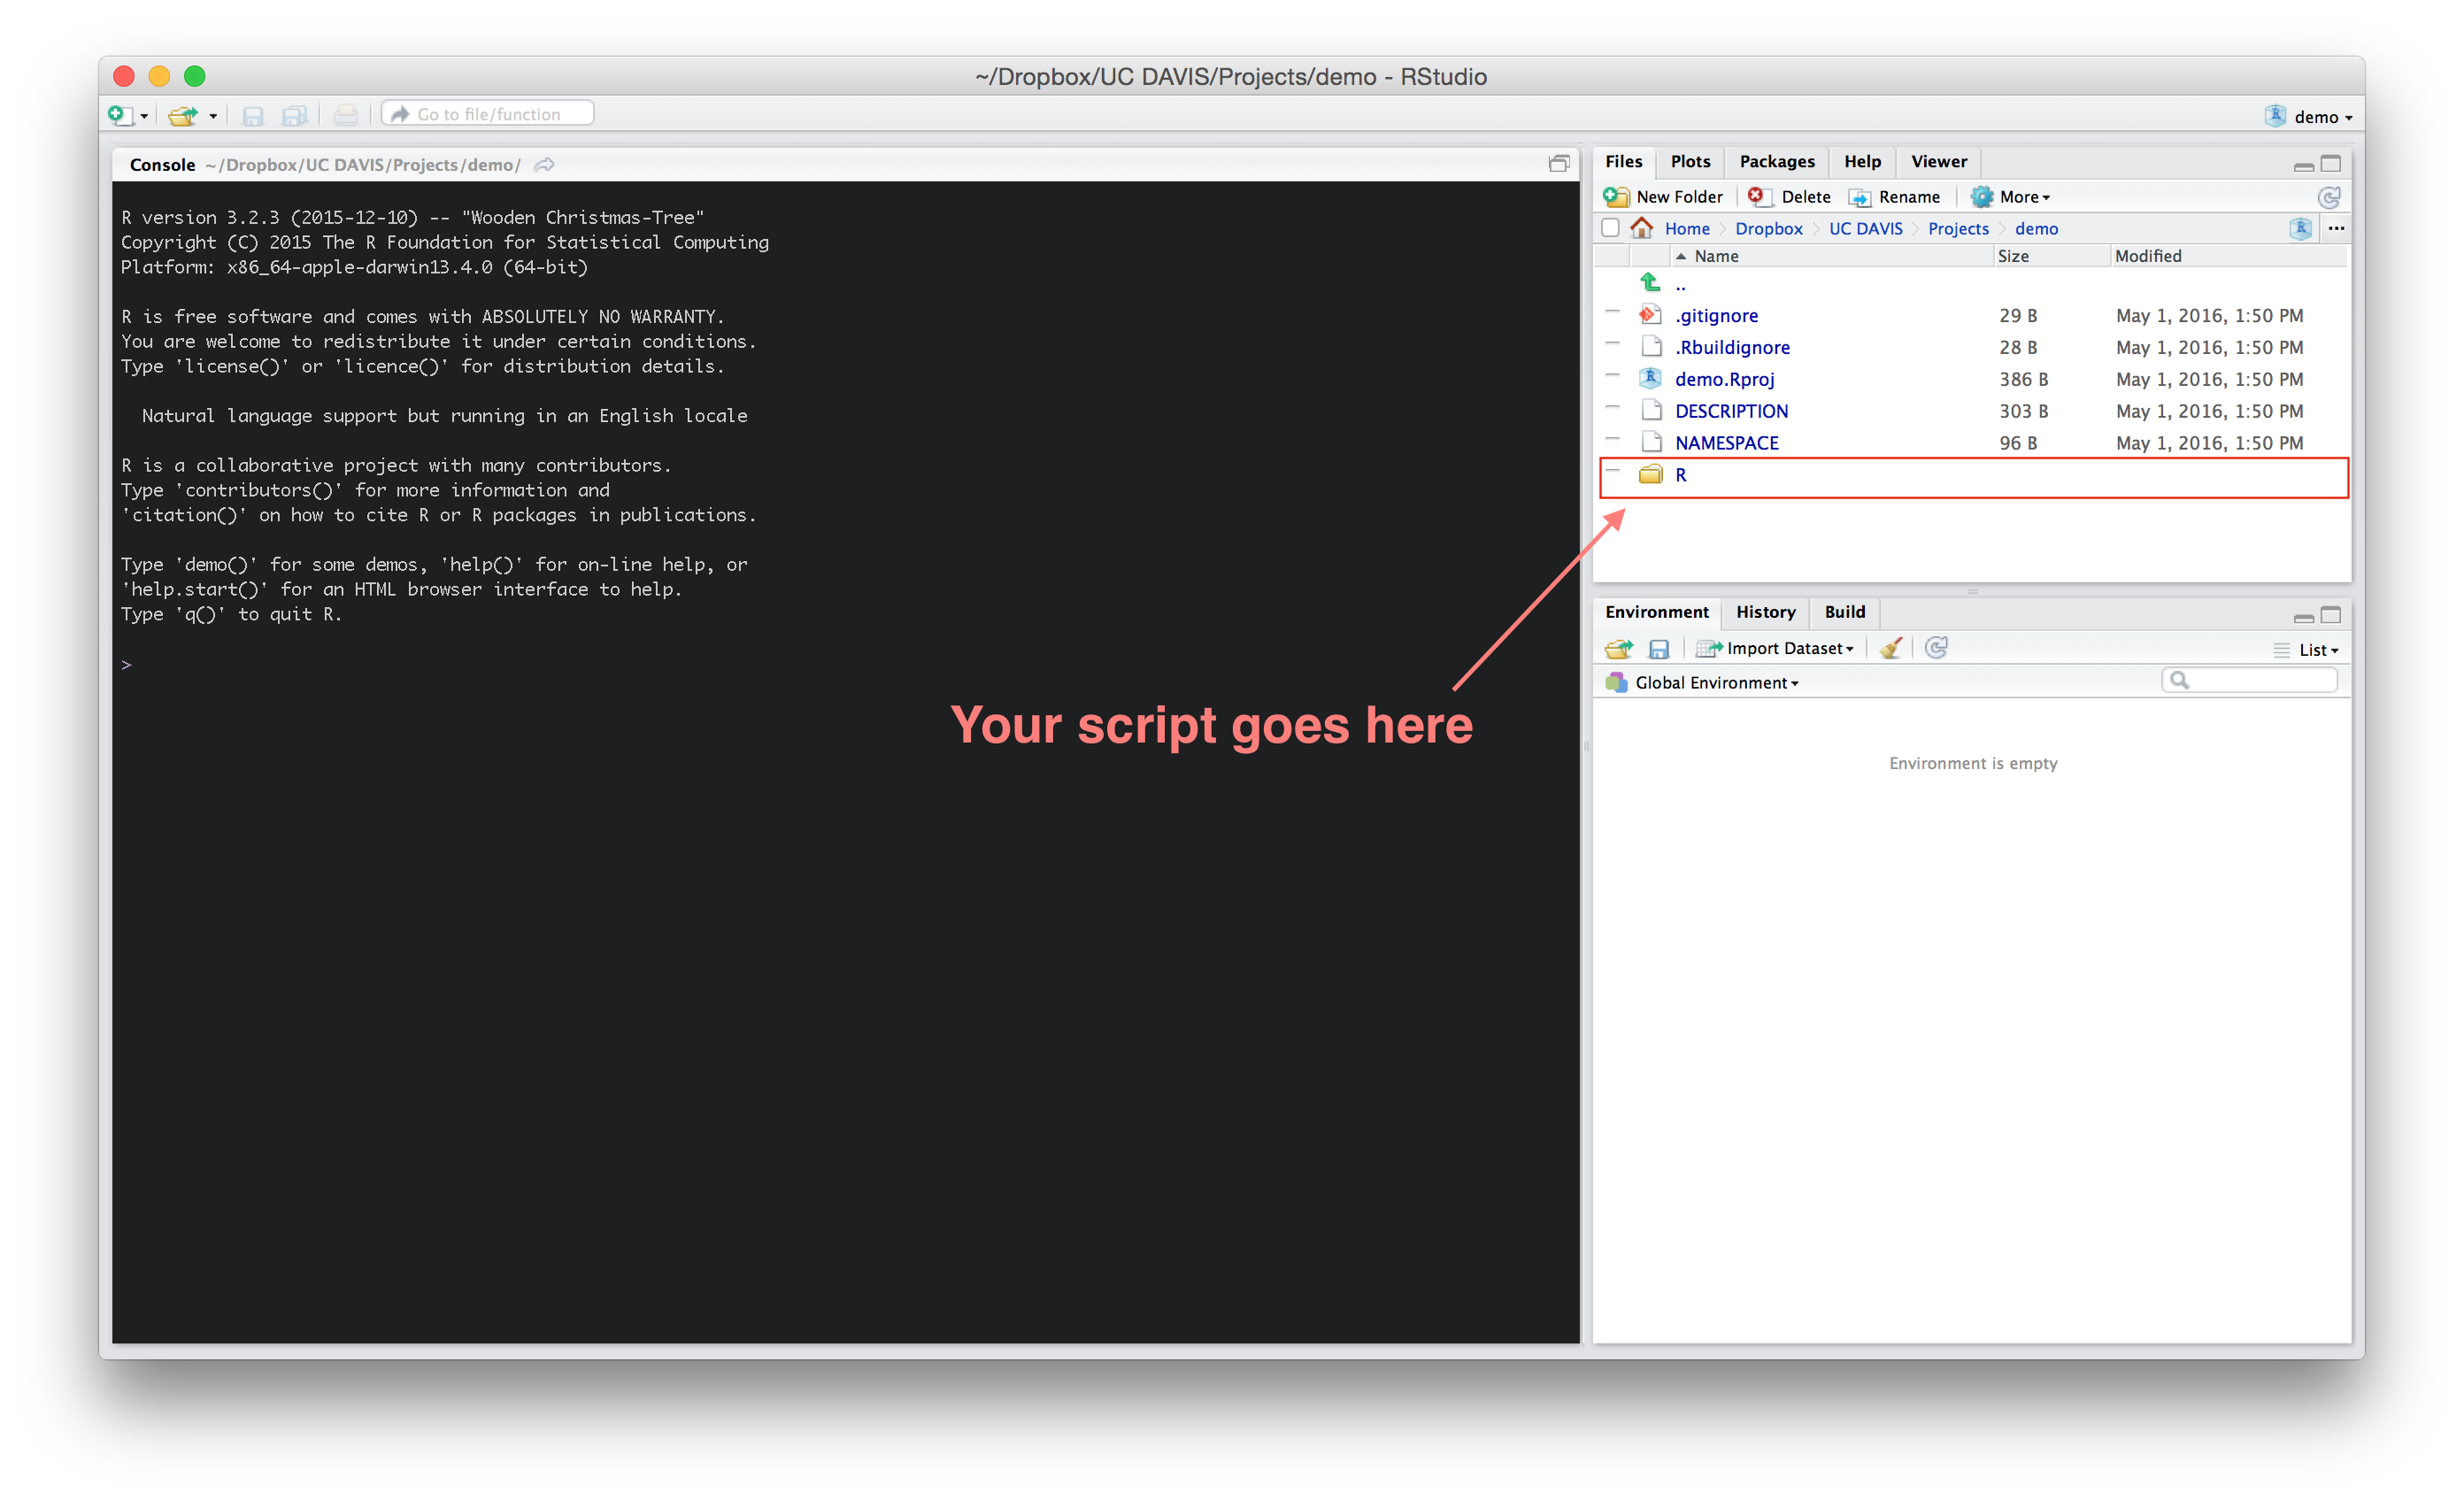 ~/Dropbox/UC DAVIS/Projects/demo - RStudio
Go to file/function
demo
Console ~/Dropbox/UC DAVIS/Projects/demo/
R version 3.2.3 (2015-12-10) -- "Wooden Christmas-Tree"
Copyright (C) 2015 The R Foundation for Statistical Computing
Platform: x86_64-apple-darwin13.4.0 (64-bit)
R is free software and comes with ABSOLUTELY NO WARRANTY.
You are welcome to redistribute it under certain conditions.
Type 'license()' or 'licence()' for distribution details.
Natural language support but running in an English locale
R is a collaborative project with many contributors.
Type 'contributors()' for more information and
'citation()' on how to cite R or R packages in publications.
Type 'demo()' for some demos, 'help()' for on-line help, or
'help.start()' for an HTML browser interface to help.
Type 'q()' to quit R.
>
Your script goes here
Files Plots Packages Help Viewer
New Folder Delete Rename More
Home Dropbox UC DAVIS Projects demo ...
Name Size Modified
..
.gitignore 29 B May 1, 2016, 1:50 PM
.Rbuildignore 28 B May 1, 2016, 1:50 PM
demo.Rproj 386 B May 1, 2016, 1:50 PM
DESCRIPTION 303 B May 1, 2016, 1:50 PM
NAMESPACE 96 B May 1, 2016, 1:50 PM
R
Environment History Build
Import Dataset List
Global Environment
Environment is empty